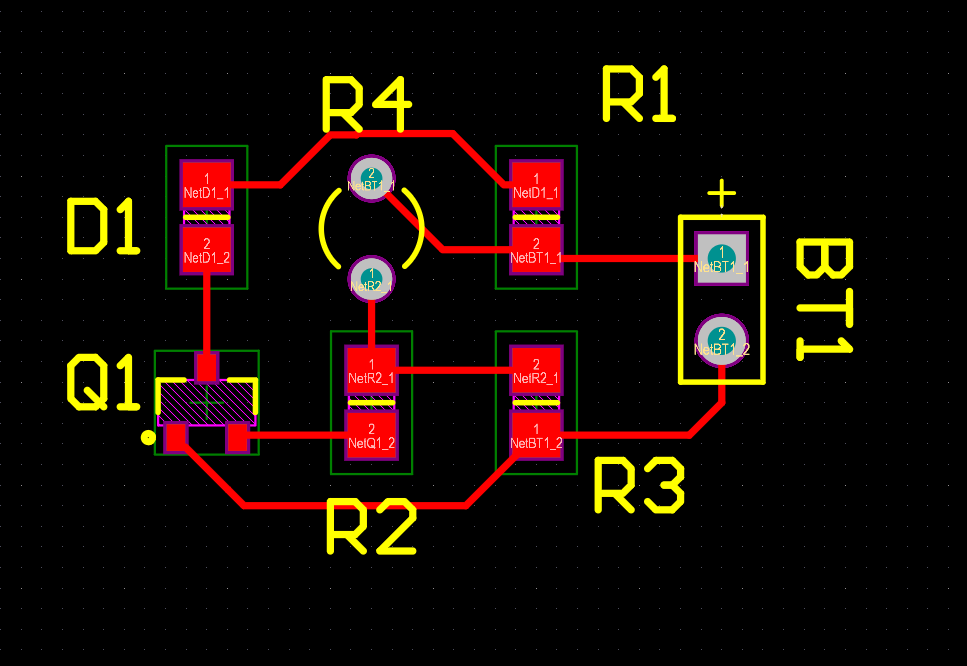 R4
R1
1
NetD1_1
2
NetBT1_1
1
NetD1_1
+
D1
2
NetD1_2
2
NetBT1_1
1
NetBT1_1
BT1
1
NetR2_1
2
NetBT1_2
Q1
1
NetR2_1
2
NetR2_1
2
NetQ1_2
1
NetBT1_2
R3
R2